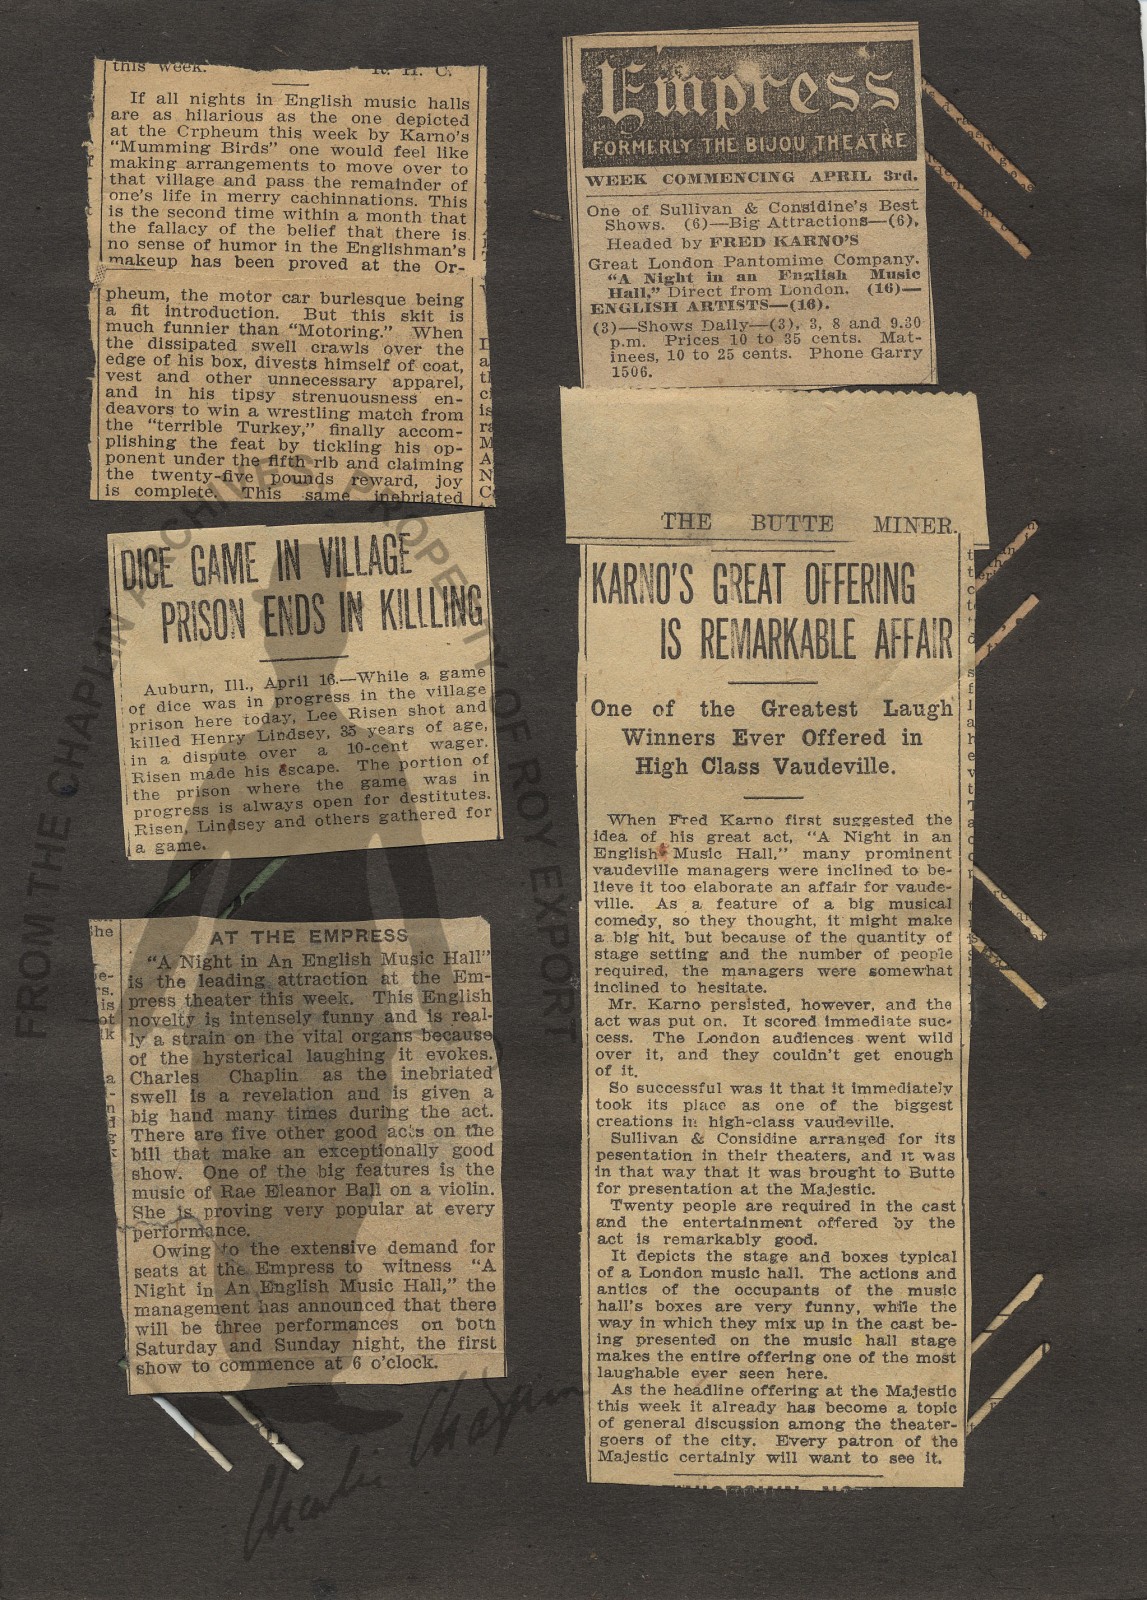 this week. R. H. C.
If all nights in English music halls
are as hilarious as the one depicted
at the Orpheum this week by Karno's
"Mumming Birds" one would feel like
making arrangements to move over to
that village and pass the remainder of
one's life in merry cachinnations. This
is the second time within a month that
the fallacy of the belief that there is
no sense of humor in the Englishman's
makeup has been proved at the Or-
pheum, the motor car burlesque being
a fit introduction. But this skit is
much funnier than "Motoring." When
the dissipated swell crawls over the
edge of his box, divests himself of coat,
vest and other unnecessary apparel,
and in his tipsy strenuousness en-
deavors to win a wrestling match from
the "terrible Turkey," finally accom-
plishing the feat by tickling his op-
ponent under the fifth rib and claiming
the twenty-five pounds reward, joy
is complete. This same inebriated
DICE GAME IN VILLAGE
PRISON ENDS IN KILLLING
Auburn, Ill., April 16.—While a game
of dice was in progress in the village
prison here today, Lee Risen shot and
killed Henry Lindsey, 35 years of age,
in a dispute over a 10-cent wager.
Risen made his escape. The portion of
the prison where the game was in
progress is always open for destitutes.
Risen, Lindsey and others gathered for
a game.
AT THE EMPRESS
"A Night in An English Music Hall"
is the leading attraction at the Em-
press theater this week. This English
novelty is intensely funny and is real-
ly a strain on the vital organs because
of the hysterical laughing it evokes.
Charles Chaplin as the inebriated
swell is a revelation and is given a
big hand many times during the act.
There are five other good acts on the
bill that make an exceptionally good
show. One of the big features is the
music of Rae Eleanor Ball on a violin.
She is proving very popular at every
performance.
Owing to the extensive demand for
seats at the Empress to witness "A
Night in An English Music Hall," the
management has announced that there
will be three performances on both
Saturday and Sunday night, the first
show to commence at 6 o'clock.
Empress
FORMERLY THE BIJOU THEATRE
WEEK COMMENCING APRIL 3rd.
One of Sullivan & Considine's Best
Shows. (6)—Big Attractions—(6),
Headed by FRED KARNO'S
Great London Pantomime Company.
"A Night in an English Music
Hall," Direct from London. (16)—
ENGLISH ARTISTS—(16).
(3)—Shows Daily—(3), 3, 8 and 9.30
p.m. Prices 10 to 35 cents. Mat-
inees, 10 to 25 cents. Phone Garry
1506.
THE BUTTE MINER.
KARNO'S GREAT OFFERING
IS REMARKABLE AFFAIR
One of the Greatest Laugh
Winners Ever Offered in
High Class Vaudeville.
When Fred Karno first suggested the
idea of his great act, "A Night in an
English Music Hall," many prominent
vaudeville managers were inclined to be-
lieve it too elaborate an affair for vaude-
ville. As a feature of a big musical
comedy, so they thought, it might make
a big hit, but because of the quantity of
stage setting and the number of people
required, the managers were somewhat
inclined to hesitate.
Mr. Karno persisted, however, and the
act was put on. It scored immediate suc-
cess. The London audiences went wild
over it, and they couldn't get enough
of it.
So successful was it that it immediately
took its place as one of the biggest
creations in high-class vaudeville.
Sullivan & Considine arranged for its
pesentation in their theaters, and it was
in that way that it was brought to Butte
for presentation at the Majestic.
Twenty people are required in the cast
and the entertainment offered by the
act is remarkably good.
It depicts the stage and boxes typical
of a London music hall. The actions and
antics of the occupants of the music
hall's boxes are very funny, while the
way in which they mix up in the cast be-
ing presented on the music hall stage
makes the entire offering one of the most
laughable ever seen here.
As the headline offering at the Majestic
this week it already has become a topic
of general discussion among the theater-
goers of the city. Every patron of the
Majestic certainly will want to see it.
FROM THE CHAPLIN ARCHIVES, PROPERTY OF ROY EXPORT
Charles Chaplin